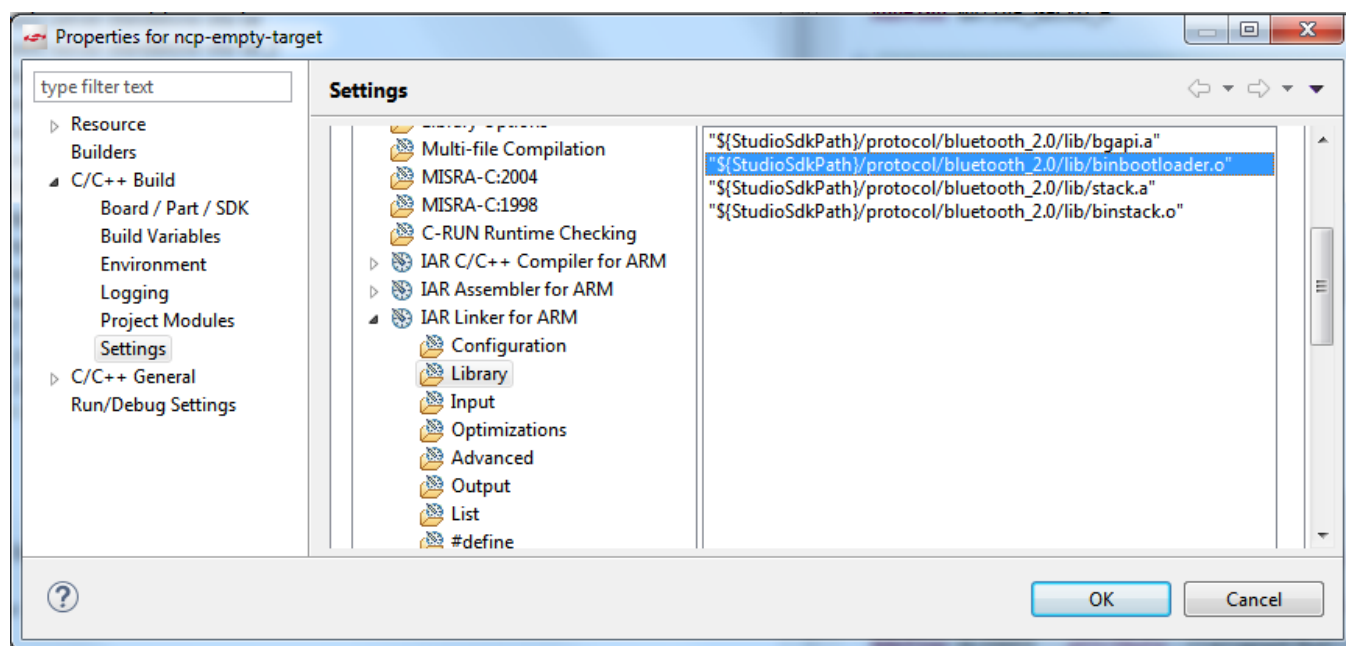 Properties for ncp-empty-target
type filter text
Resource
Builders
C/C++ Build
Board / Part / SDK
Build Variables
Environment
Logging
Project Modules
Settings
C/C++ General
Run/Debug Settings
Settings
Library Options
Multi-file Compilation
MISRA-C:2004
MISRA-C:1998
C-RUN Runtime Checking
IAR C/C++ Compiler for ARM
IAR Assembler for ARM
IAR Linker for ARM
Configuration
Library
Input
Optimizations
Advanced
Output
List
#define
"${StudioSdkPath}/protocol/bluetooth_2.0/lib/bgapi.a"
"${StudioSdkPath}/protocol/bluetooth_2.0/lib/binbootloader.o"
"${StudioSdkPath}/protocol/bluetooth_2.0/lib/stack.a"
"${StudioSdkPath}/protocol/bluetooth_2.0/lib/binstack.o"
?
OK
Cancel